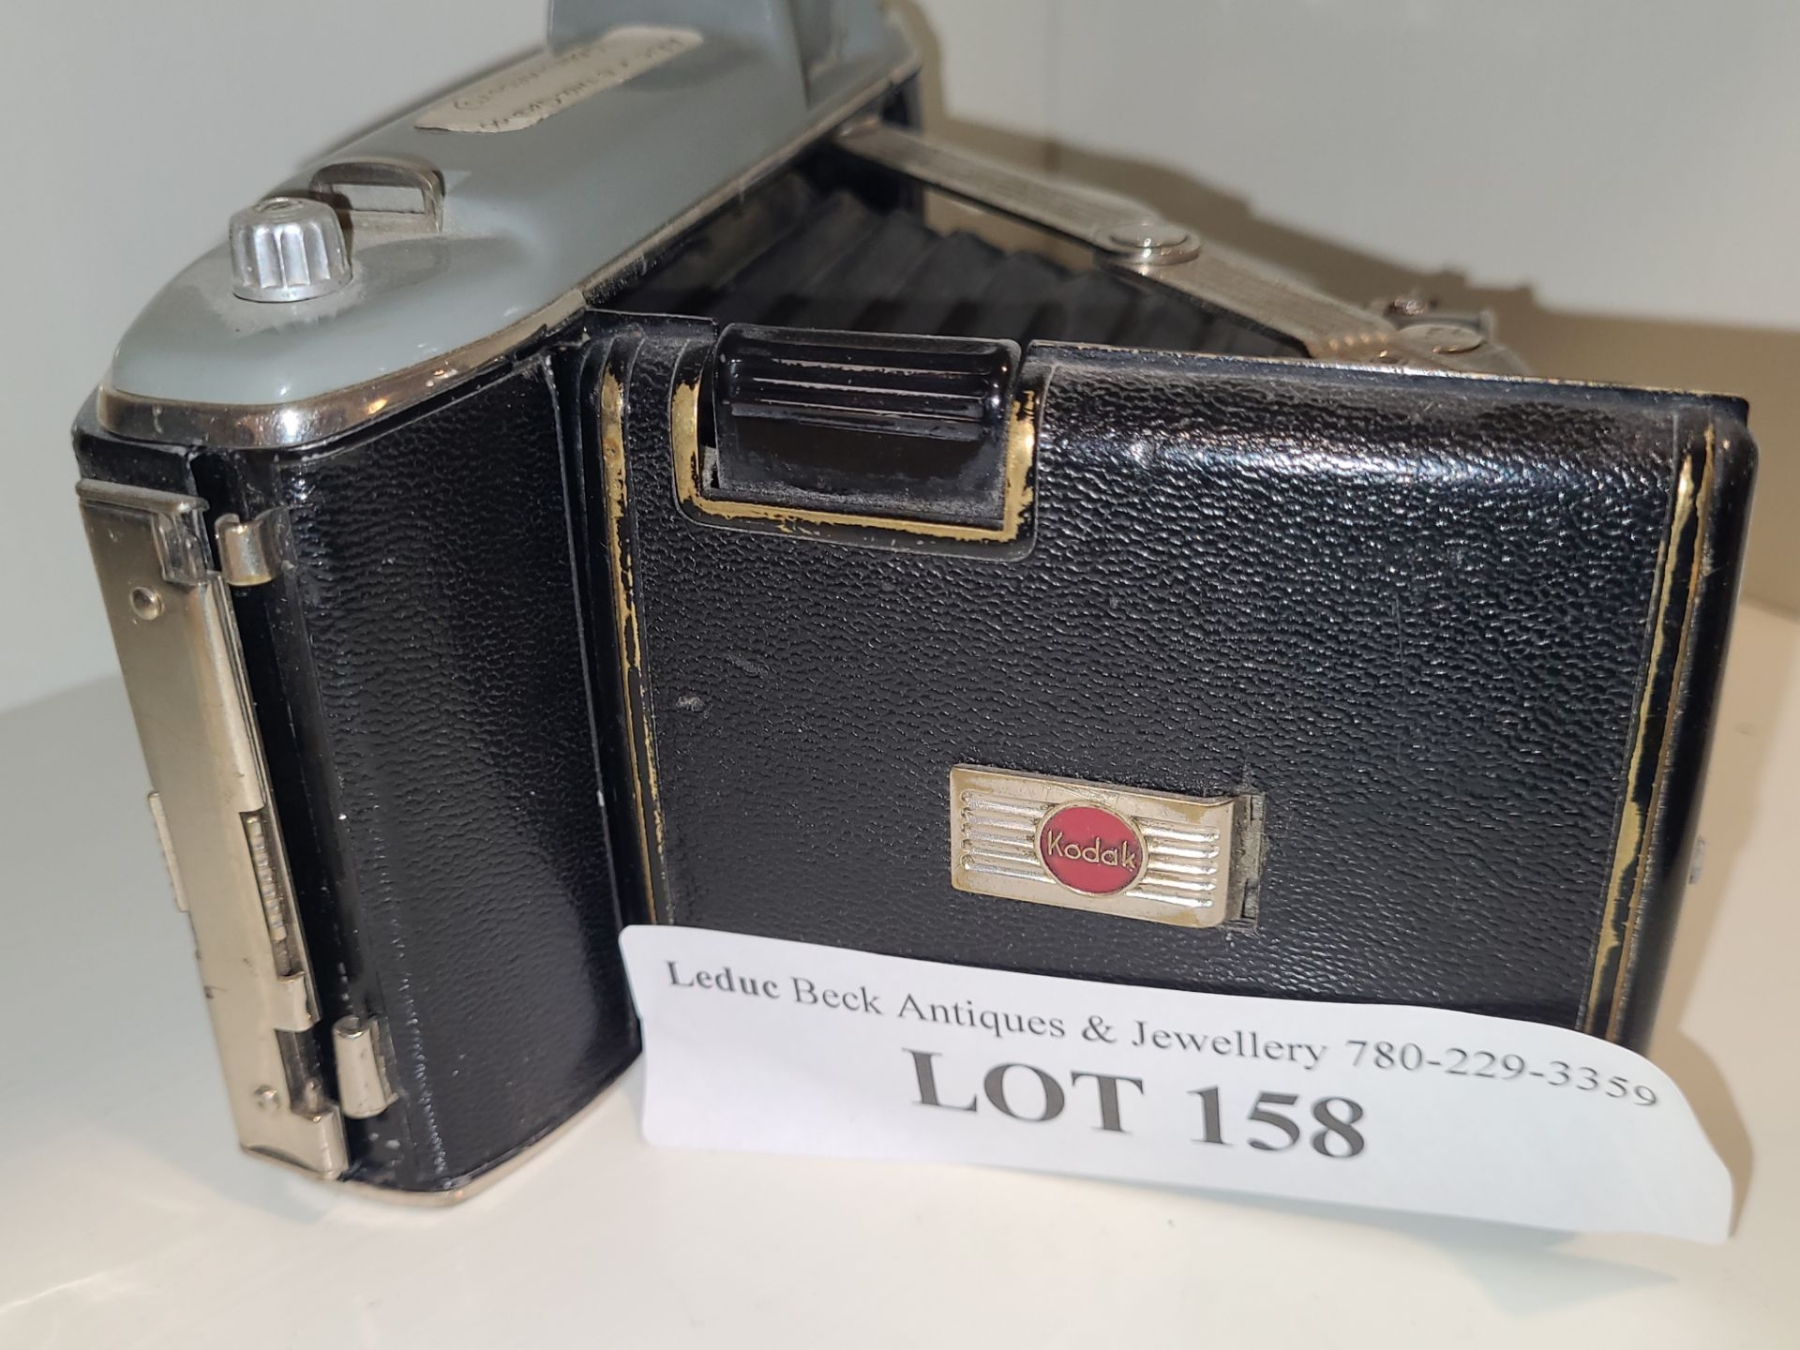 Kodak
Leduc Beck Antiques & Jewellery 780-229-3359
LOT 158